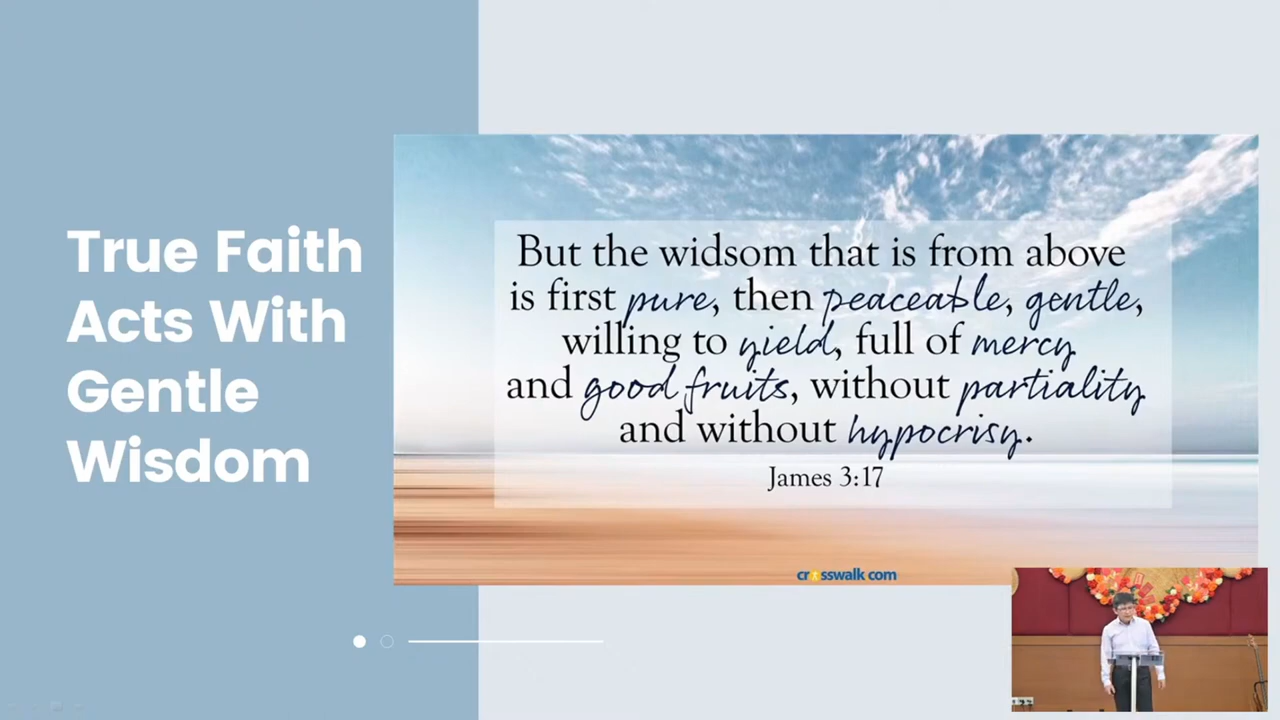 True Faith
Acts With
Gentle
Wisdom
But the widsom that is from above
is first pure, then peaceable, gentle,
willing to yield, full of mercy
and good fruits, without partiality
and without hypocrisy.
James 3:17
crosswalk com